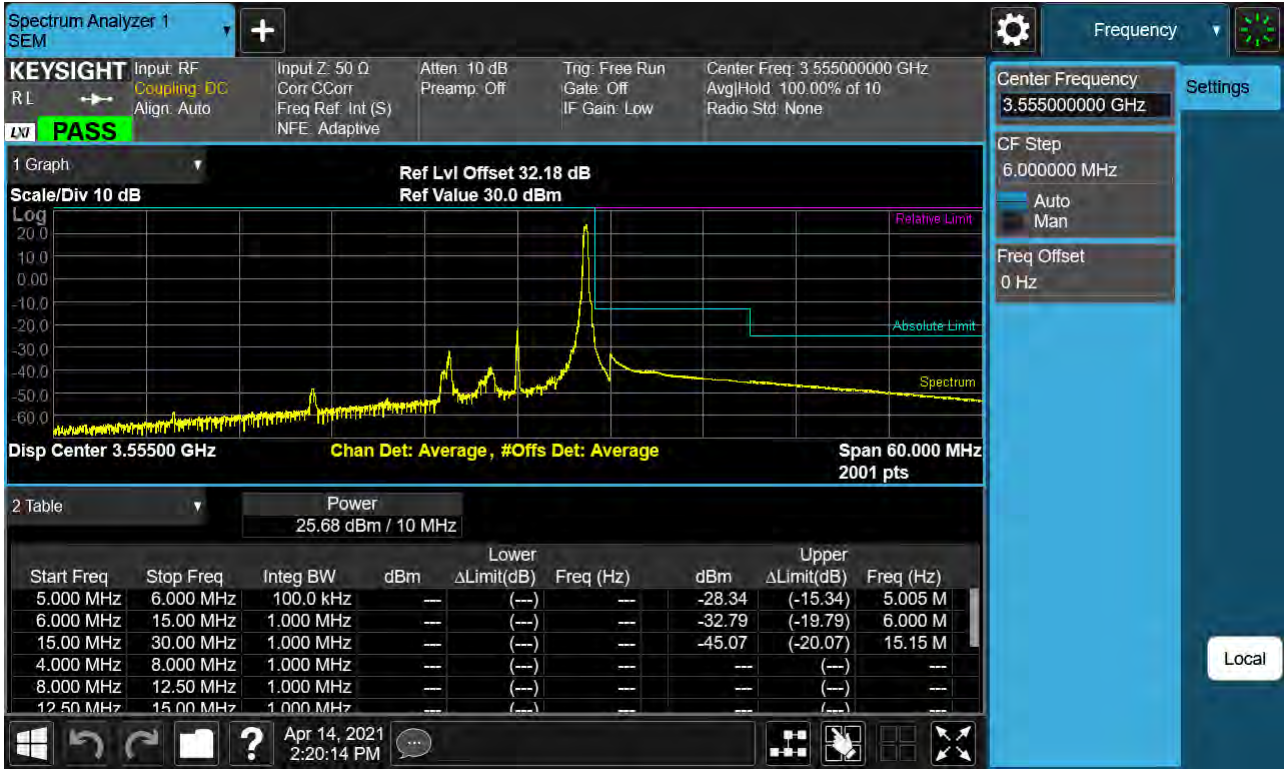 Spectrum Analyzer 1
SEM
+
Frequency
KEYSIGHT
R L
LXI
PASS
Input: RF
Coupling: DC
Align: Auto
Input Z: 50 Ω
Corr CCorr
Freq Ref: Int (S)
NFE: Adaptive
Atten: 10 dB
Preamp: Off
Trig: Free Run
Gate: Off
IF Gain: Low
Center Freq: 3.555000000 GHz
Avg|Hold: 100.00% of 10
Radio Std: None
Center Frequency
3.555000000 GHz
Settings
CF Step
6.000000 MHz
Auto
Man
Freq Offset
0 Hz
Local
1 Graph
Scale/Div 10 dB
Ref Lvl Offset 32.18 dB
Ref Value 30.0 dBm
Log
20.0
10.0
0.00
-10.0
-20.0
-30.0
-40.0
-50.0
-60.0
Relative Limit
Absolute Limit
Spectrum
Disp Center 3.55500 GHz
Chan Det: Average, #Offs Det: Average
Span 60.000 MHz
2001 pts
2 Table
Power
25.68 dBm / 10 MHz
Lower Upper
Start Freq Stop Freq Integ BW dBm ΔLimit(dB) Freq (Hz) dBm ΔLimit(dB) Freq (Hz)
5.000 MHz 6.000 MHz 100.0 kHz --- (---) --- -28.34 (-15.34) 5.005 M
6.000 MHz 15.00 MHz 1.000 MHz --- (---) --- -32.79 (-19.79) 6.000 M
15.00 MHz 30.00 MHz 1.000 MHz --- (---) --- -45.07 (-20.07) 15.15 M
4.000 MHz 8.000 MHz 1.000 MHz --- (---) --- --- (---) ---
8.000 MHz 12.50 MHz 1.000 MHz --- (---) --- --- (---) ---
12.50 MHz 15.00 MHz 1.000 MHz --- (---) --- --- (---) ---
?
Apr 14, 2021
2:20:14 PM